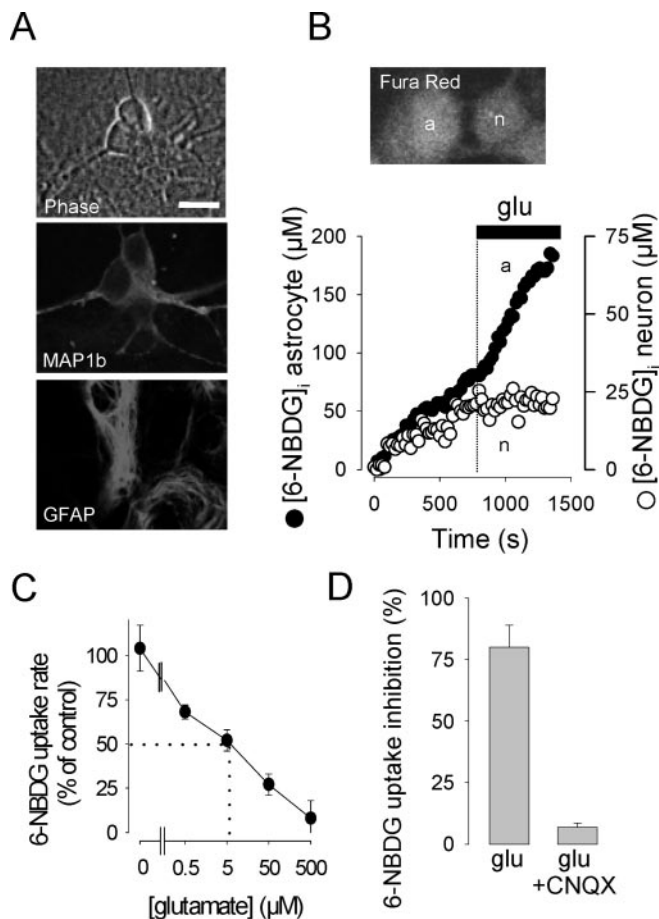 A
Phase
MAP1b
GFAP
B
Fura Red
a
n
glu
200
150
100
50
0
[6-NBDG]i astrocyte (µM)
a
n
75
50
25
0
[6-NBDG]i neuron (µM)
0
500
1000
1500
Time (s)
C
100
75
50
25
0
6-NBDG uptake rate
(% of control)
0
0.5
5
50
500
[glutamate] (µM)
D
100
75
50
25
0
6-NBDG uptake inhibition (%)
glu
glu
+CNQX